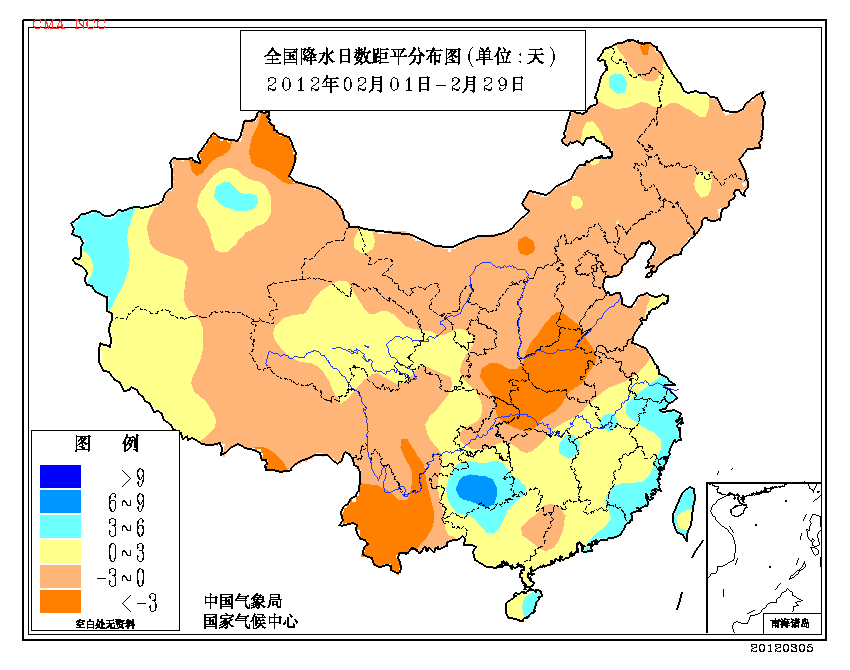 CMA NCC
全国降水日数距平分布图(单位:天)
2012年02月01日-2月29日
图 例
>9
6~9
3~6
0~3
-3~0
<-3
空白处无资料
中国气象局
国家气候中心
南海诸岛
20120305